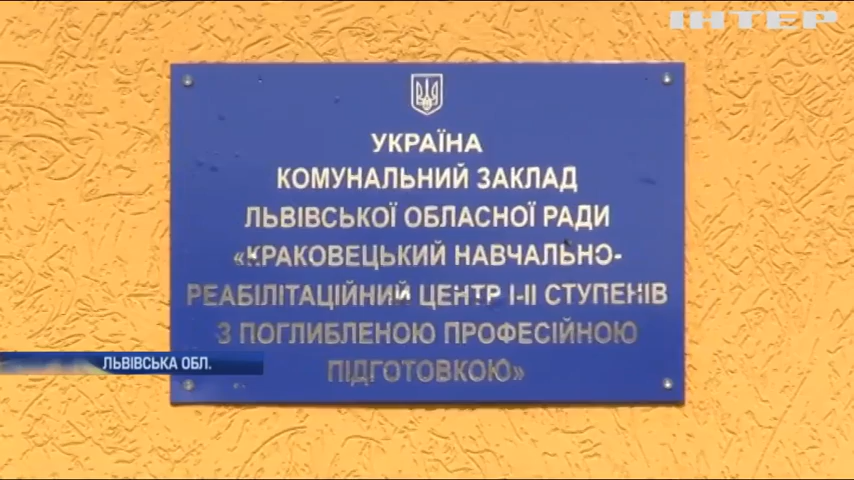 ІНТЕР
УКРАЇНА
КОМУНАЛЬНИЙ ЗАКЛАД
ЛЬВІВСЬКОЇ ОБЛАСНОЇ РАДИ
«КРАКОВЕЦЬКИЙ НАВЧАЛЬНО-
РЕАБІЛІТАЦІЙНИЙ ЦЕНТР І-ІІ СТУПЕНІВ
З ПОГЛИБЛЕНОЮ ПРОФЕСІЙНОЮ
ЛЬВІВСЬКА ОБЛ.
ПІДГОТОВКОЮ»